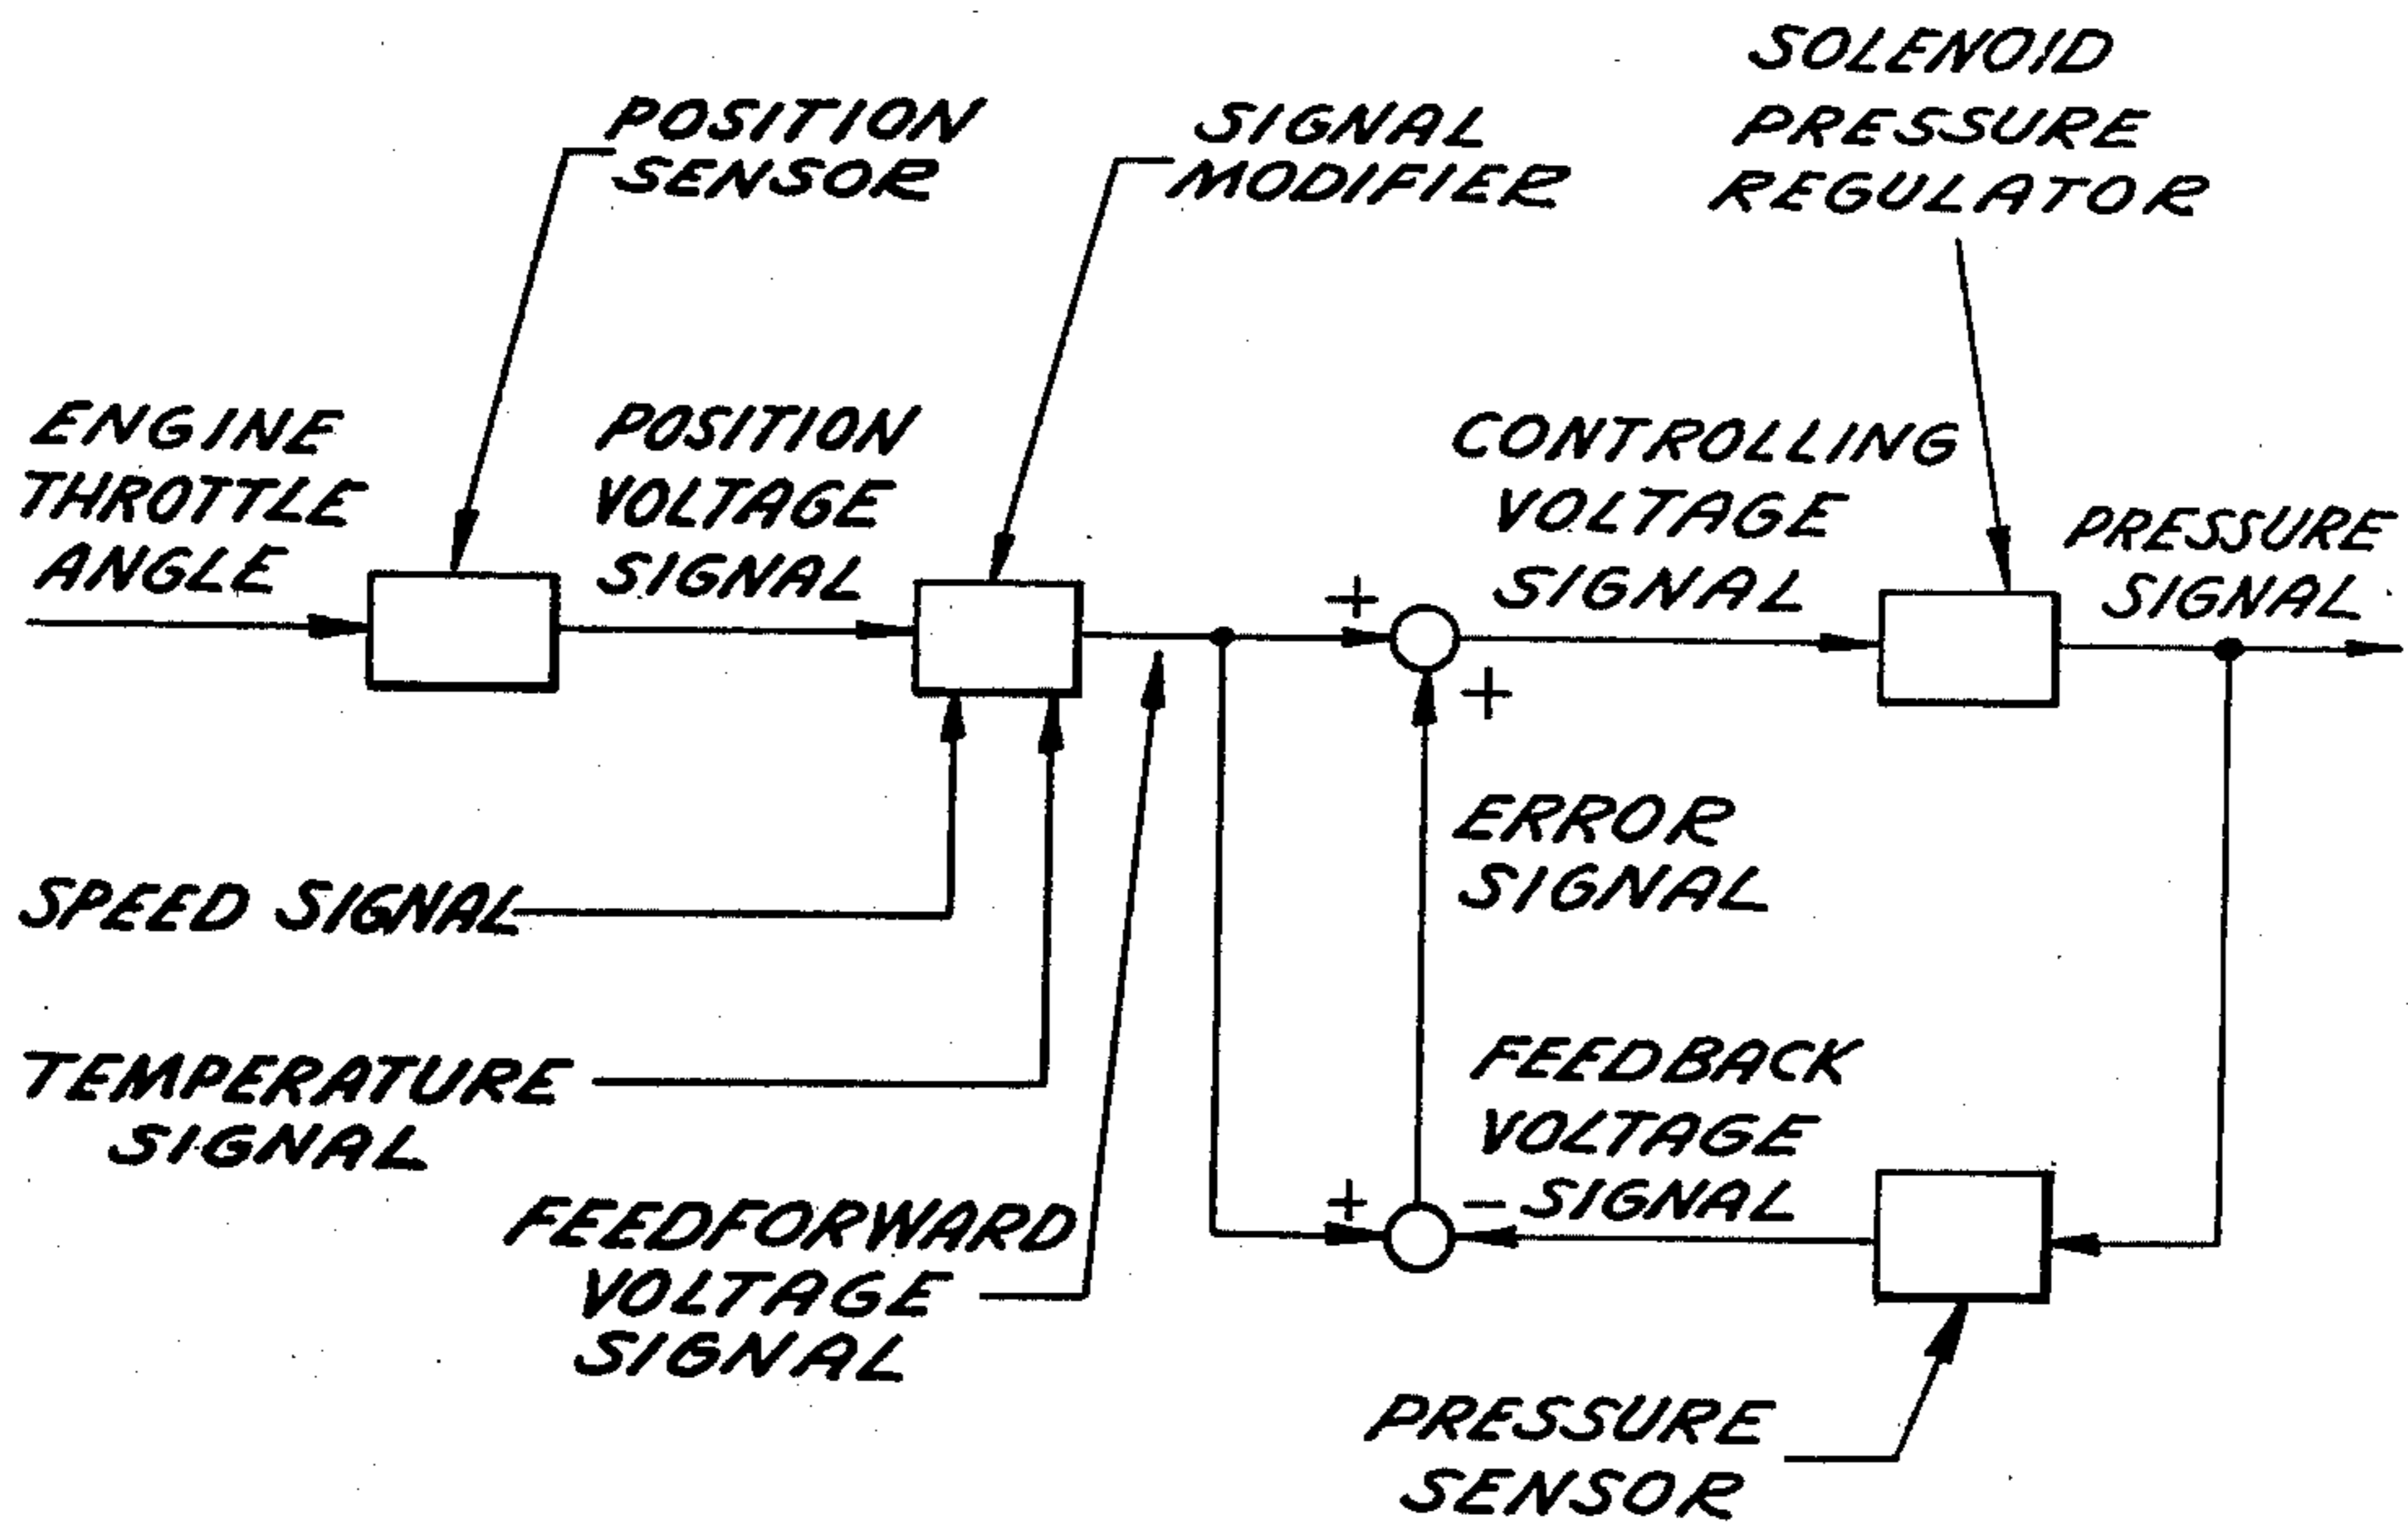 SOLENOID
PRESSURE
REGULATOR
POSITION
SENSOR
SIGNAL
MODIFIER
ENGINE
THROTTLE
ANGLE
POSITION
VOLTAGE
SIGNAL
CONTROLLING
VOLTAGE
SIGNAL
PRESSURE
SIGNAL
+
+
ERROR
SIGNAL
SPEED SIGNAL
TEMPERATURE
SIGNAL
FEEDFORWARD
VOLTAGE
SIGNAL
FEEDBACK
VOLTAGE
SIGNAL
+
−
PRESSURE
SENSOR